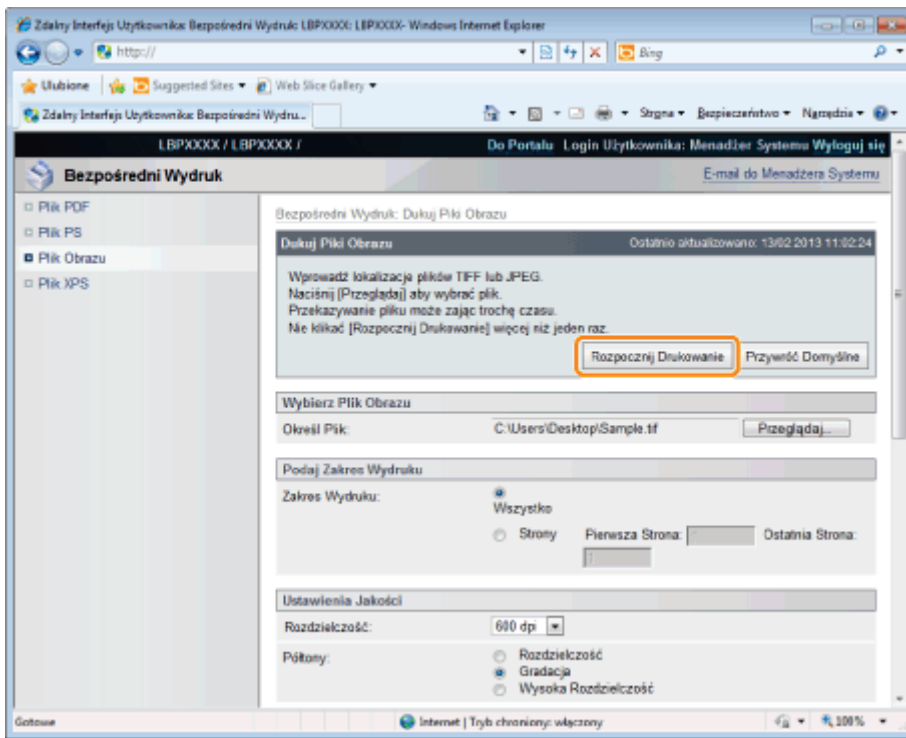 Zdalny Interfejs Użytkownika: Bezpośredni Wydruk: LBPXXXX: LBPXXXX- Windows Internet Explorer
http://
Bing
Ulubione Suggested Sites Web Slice Gallery
Zdalny Interfejs Użytkownika: Bezpośredni Wydru... Strona Bezpieczeństwo Narzędzia
LBPXXXX / LBPXXXX / Do Portalu Login Użytkownika: Menadżer Systemu Wyloguj się
Bezpośredni Wydruk E-mail do Menadżera Systemu
Plik PDF
Plik PS
Plik Obrazu
Plik XPS
Bezpośredni Wydruk: Dukuj Piki Obrazu
Dukuj Piki Obrazu Ostatnio aktualizowano: 13/02 2013 11:02:24
Wprowadź lokalizacje plików TIFF lub JPEG.
Naciśnij [Przeglądaj] aby wybrać plik.
Przekazywanie pliku może zając trochę czasu.
Nie klikać [Rozpocznij Drukowanie] więcej niż jeden raz.
Rozpocznij Drukowanie Przywróć Domyślne
Wybierz Plik Obrazu
Określ Plik: C:\Users\Desktop\Sample.tif Przeglądaj...
Podaj Zakres Wydruku
Zakres Wydruku:
Wszystko
Strony Pierwsza Strona: Ostatnia Strona:
Ustawienia Jakości
Rozdzielczość: 600 dpi
Półtony: Rozdzielczość
Gradacja
Wysoka Rozdzielczość
Gotowe Internet | Tryb chroniony: włączony 100%